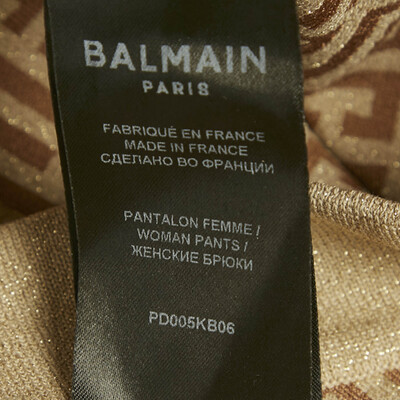 BALMAIN
PARIS
FABRIQUÉ EN FRANCE
MADE IN FRANCE
СДЕЛАНО ВО ФРАНЦИИ
PANTALON FEMME /
WOMAN PANTS /
ЖЕНСКИЕ БРЮКИ
PD005KB06